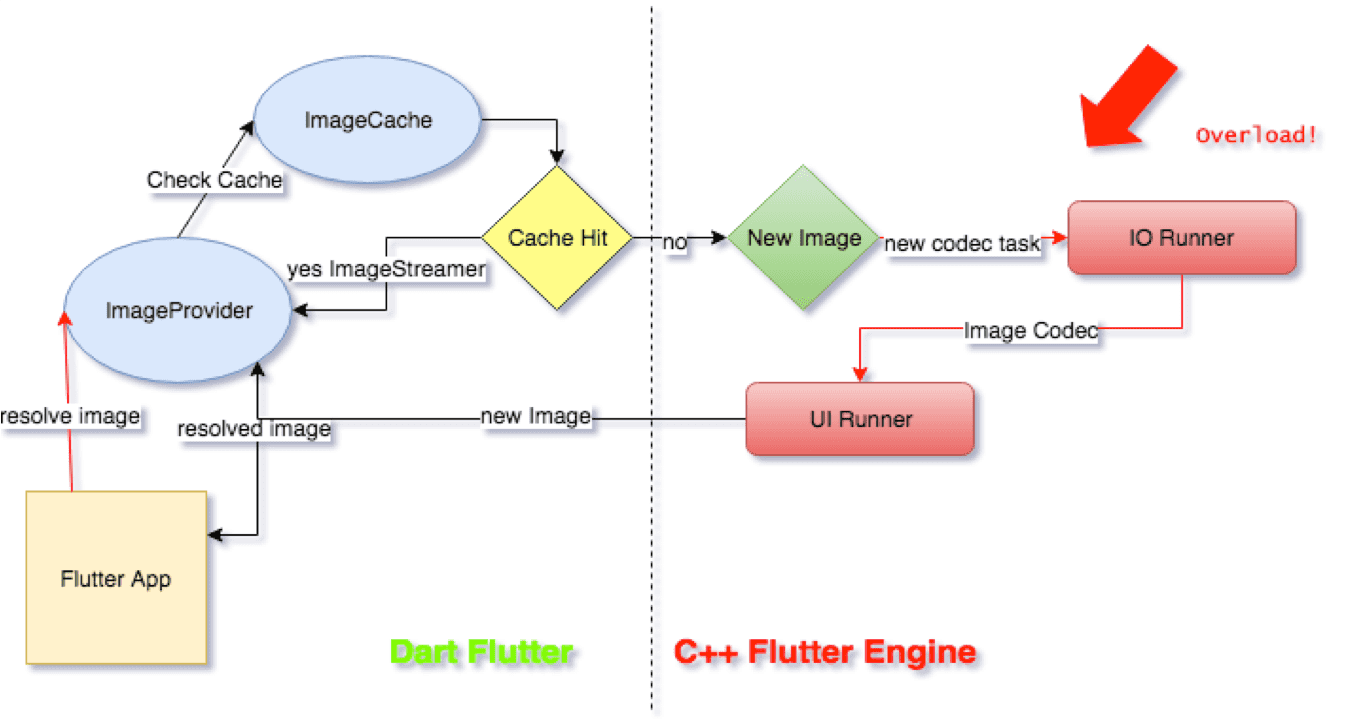 ImageCache
Overload!
Check Cache
Cache Hit
no
New Image
new codec task
IO Runner
yes ImageStreamer
ImageProvider
Image Codec
resolve image
resolved image
new Image
UI Runner
Flutter App
Dart Flutter
C++ Flutter Engine